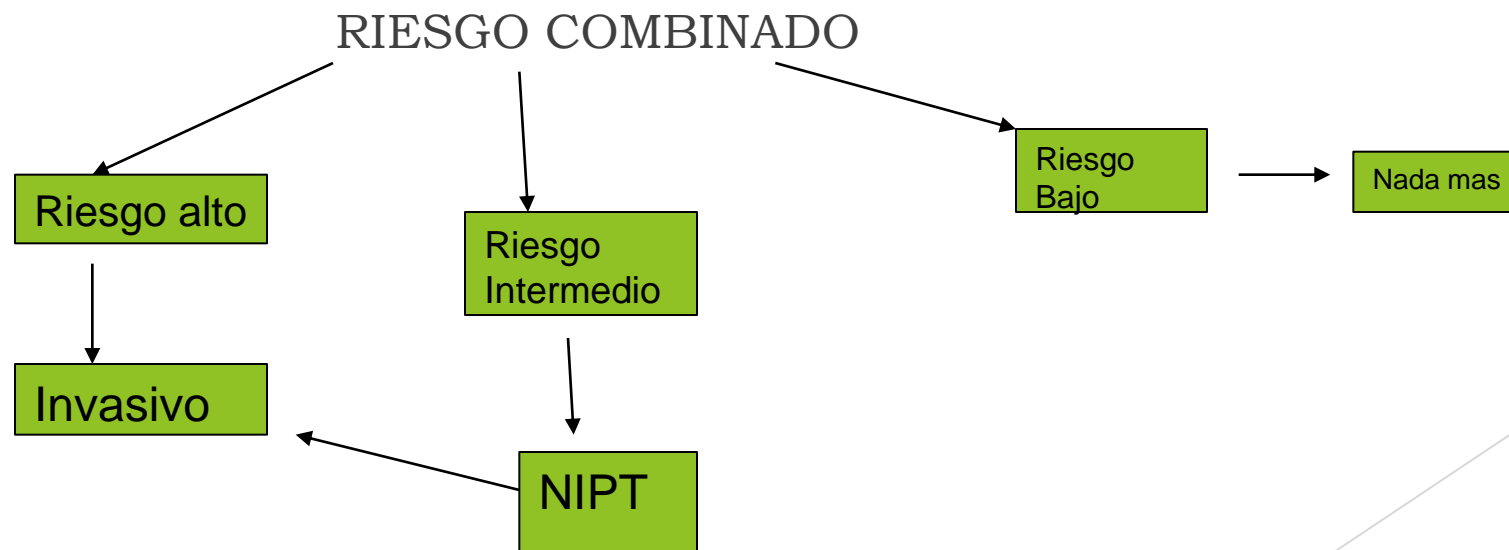 RIESGO COMBINADO
Riesgo alto
Riesgo
Intermedio
Riesgo
Bajo
Nada mas
Invasivo
NIPT